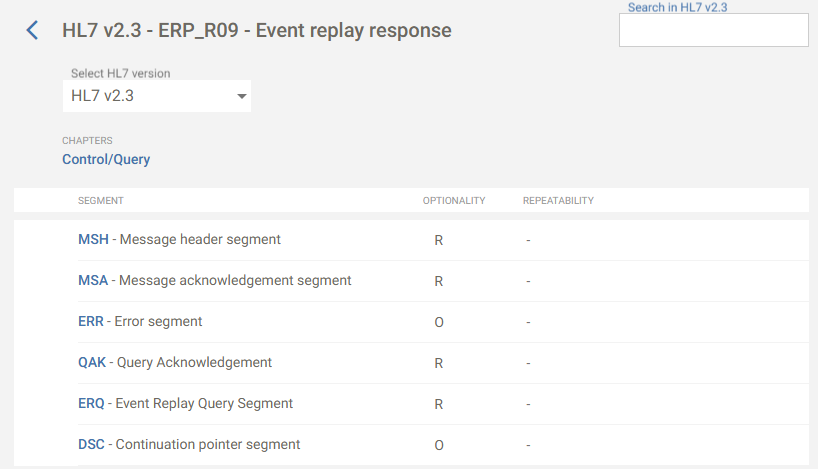 Search in HL7 v2.3
HL7 v2.3 - ERP_R09 - Event replay response
Select HL7 version
HL7 v2.3
CHAPTERS
Control/Query
SEGMENT OPTIONALITY REPEATABILITY
MSH - Message header segment R -
MSA - Message acknowledgement segment R -
ERR - Error segment O -
QAK - Query Acknowledgement R -
ERQ - Event Replay Query Segment R -
DSC - Continuation pointer segment O -